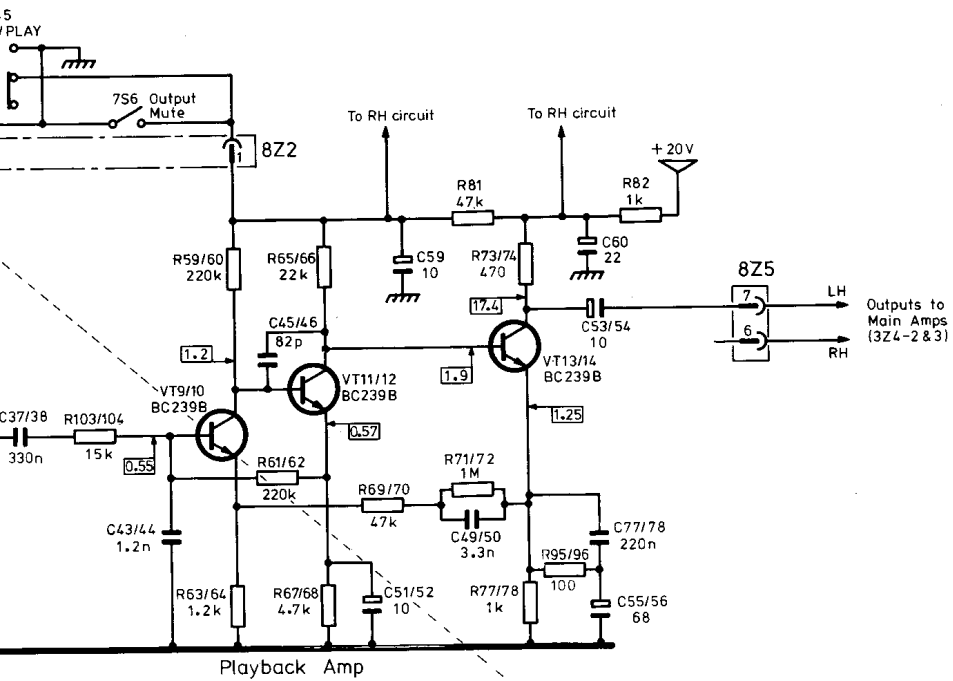 /PLAY
7S6 Output
Mute
1
8Z2
To RH circuit
To RH circuit
+20V
R81
47k
R82
1k
R59/60
220k
R65/66
22k
C59
10
R73/74
470
C60
22
8Z5
17.4
7
LH
Outputs to
Main Amps
(3Z4-2&3)
6
RH
C53/54
10
C45/46
82p
1.2
1.9
VT13/14
BC239B
VT11/12
BC239B
VT9/10
BC239B
1.25
0.57
C37/38
330n
R103/104
15k
0.55
R61/62
220k
R71/72
1M
R69/70
47k
C49/50
3.3n
C43/44
1.2n
C77/78
220n
R95/96
100
R63/64
1.2k
R67/68
4.7k
C51/52
10
R77/78
1k
C55/56
68
Playback Amp